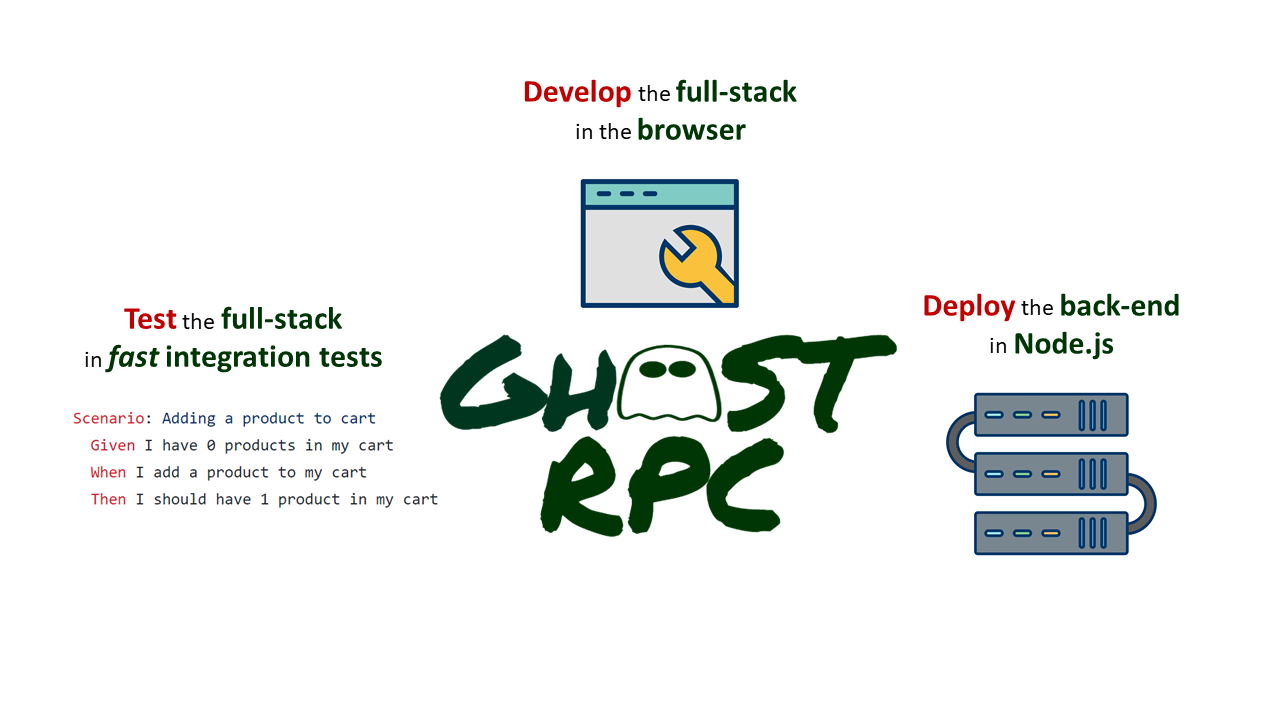 Develop the full-stack
in the browser
Test the full-stack
in fast integration tests
Scenario: Adding a product to cart
Given I have 0 products in my cart
When I add a product to my cart
Then I should have 1 product in my cart
GHOST
RPC
Deploy the back-end
in Node.js